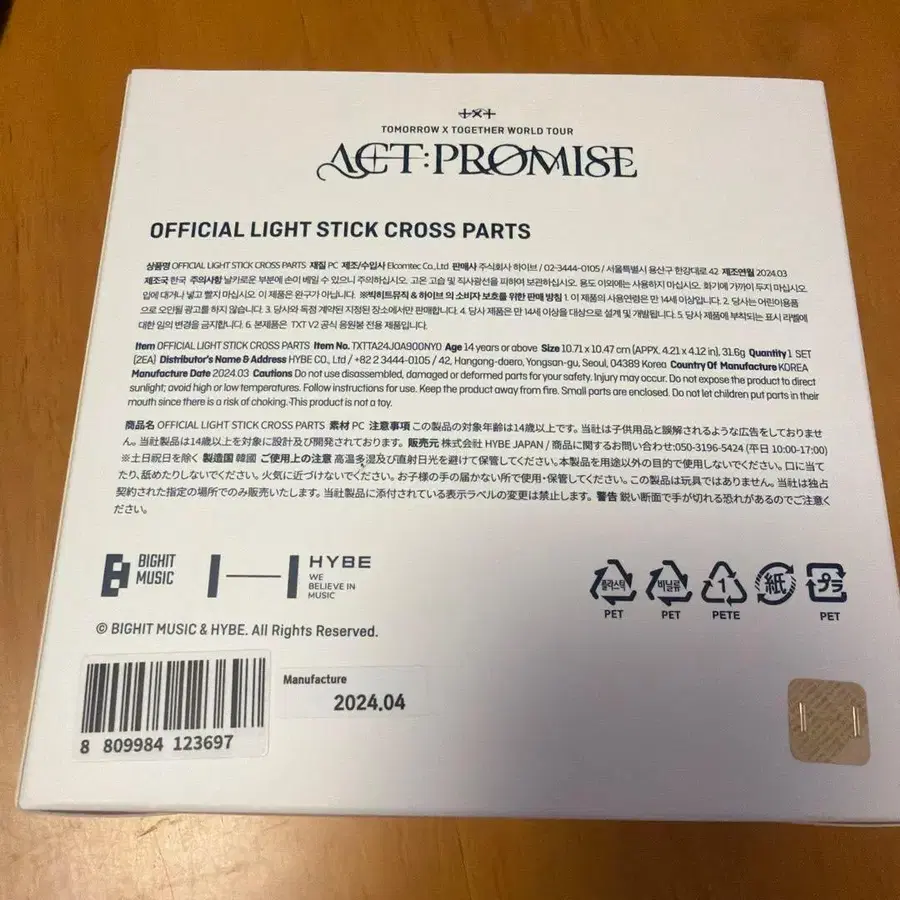 TOMORROW X TOGETHER WORLD TOUR
ACT:PROMISE
OFFICIAL LIGHT STICK CROSS PARTS
상품명 OFFICIAL LIGHT STICK CROSS PARTS 재질 PC 제조/수입사 Elcomtec Co.,Ltd 판매사 주식회사 하이브 / 02-3444-0105 / 서울특별시 용산구 한강대로 42 제조연월 2024.03
제조국 한국 주의사항 날카로운 부분에 손이 베일 수 있으니 주의하십시오. 고온 고습 및 직사광선을 피하여 보관하십시오. 용도 이외에는 사용하지 마십시오. 화기에 가까이 두지 마십시오.
입에 대거나 넣고 빨지 마십시오. 이 제품은 완구가 아닙니다. ※빅히트뮤직 & 하이브 의 소비자 보호를 위한 판매 방침 1. 이 제품의 사용연령은 만 14세 이상입니다. 2. 당사는 어린이용품
으로 오인될 광고를 하지 않습니다. 3. 당사와 독점 계약된 지정된 장소에서만 판매합니다. 4. 당사 제품은 만 14세 이상을 대상으로 설계 및 개발됩니다. 5. 당사 제품에 부착되는 표시 라벨에
대한 임의 변경을 금지합니다. 6. 본제품은 TXT V2 공식 응원봉 전용 제품입니다.
Item OFFICIAL LIGHT STICK CROSS PARTS Item No. TXTTA24J0A900NY0 Age 14 years or above Size 10.71 x 10.47 cm (APPX. 4.21 x 4.12 in), 31.6g Quantity 1 SET
(2EA) Distributor's Name & Address HYBE CO., Ltd / +82 2 3444-0105 / 42, Hangang-daero, Yongsan-gu, Seoul, 04389 Korea Country Of Manufacture KOREA
Manufacture Date 2024.03 Cautions Do not use disassembled, damaged or deformed parts for your safety. Injury may occur. Do not expose the product to direct
sunlight; avoid high or low temperatures. Follow instructions for use. Keep the product away from fire. Small parts are enclosed. Do not let children put parts in their
mouth since there is a risk of choking. This product is not a toy.
商品名 OFFICIAL LIGHT STICK CROSS PARTS 素材 PC 注意事項 この製品の対象年齢は14歳以上です。当社は子供用品と誤解されるような広告をしておりませ
ん。当社製品は14歳以上を対象に設計及び開発されております。 販売元 株式会社 HYBE JAPAN / 商品に関するお問い合わせ:050-3196-5424 (平日 10:00-17:00)
※土日祝日を除く 製造国 韓國 ご使用上の注意 高温多湿及び直射日光を避けて保管してください。本製品を用途以外の目的で使用しないでください。口に当て
たり、舐めたりしないでください。火気に近づけないでください。お子様の手の届かない所で使用・保管してください。この製品は玩具ではありません。当社は独占
契約された指定の場所でのみ販売いたします。当社製品に添付されている表示ラベルの変更は禁止します。 警告 鋭い断面で手が切れる恐れがあるのでご注意く
ださい。
BIGHIT
MUSIC
HYBE
WE
BELIEVE IN
MUSIC
플라스틱 비닐류 1 紙 プラ
PET PET PETE PET
© BIGHIT MUSIC & HYBE. All Rights Reserved.
Manufacture
2024.04
8 809984 123697